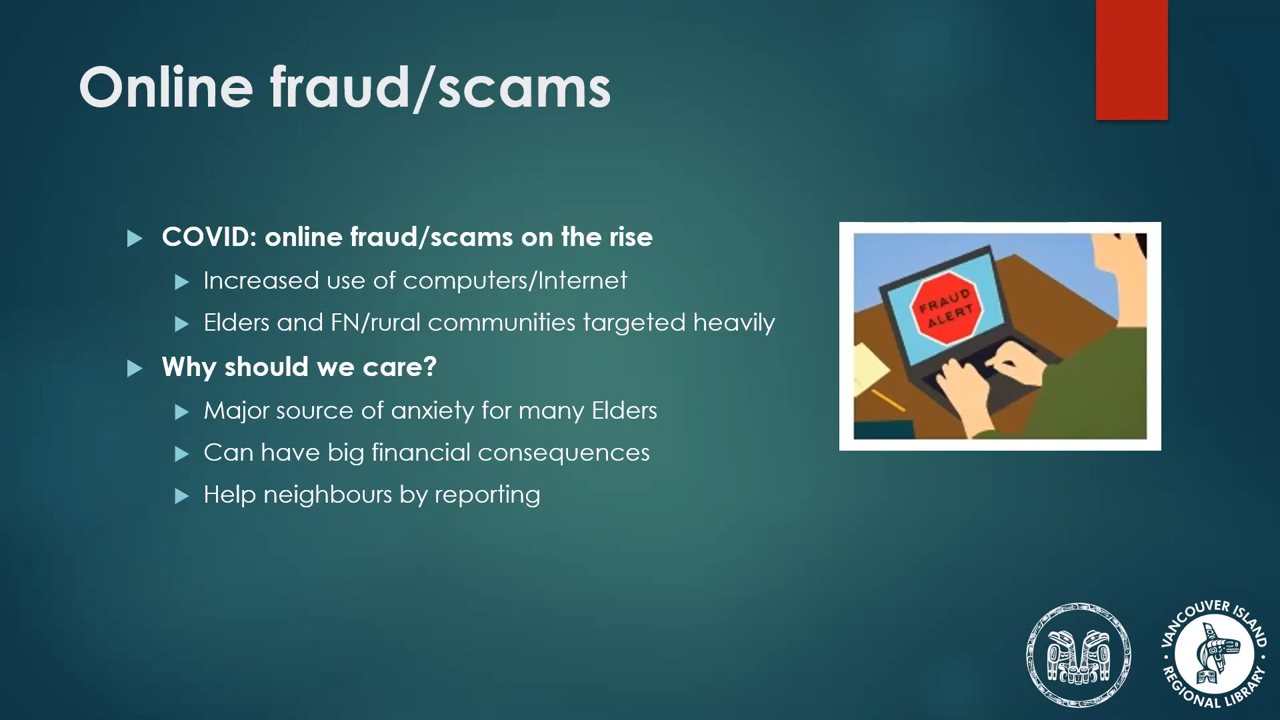 Online fraud/scams
COVID: online fraud/scams on the rise
Increased use of computers/Internet
Elders and FN/rural communities targeted heavily
Why should we care?
Major source of anxiety for many Elders
Can have big financial consequences
Help neighbours by reporting
FRAUD
ALERT
VANCOUVER ISLAND
REGIONAL LIBRARY